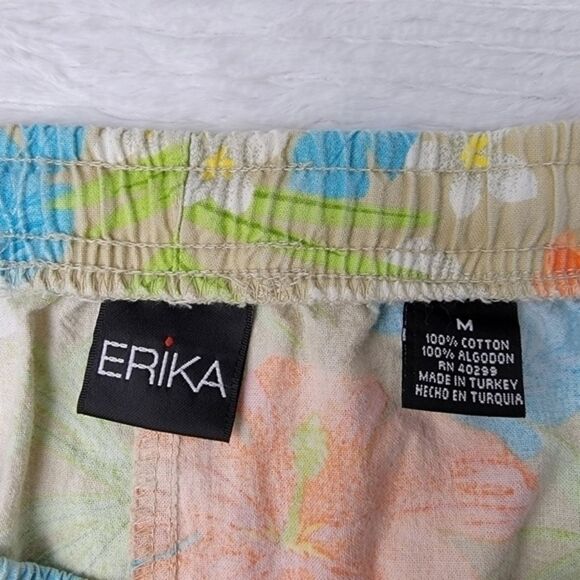 ERiKA
M
100% COTTON
100% ALGODON
RN 40299
MADE IN TURKEY
HECHO EN TURQUIA